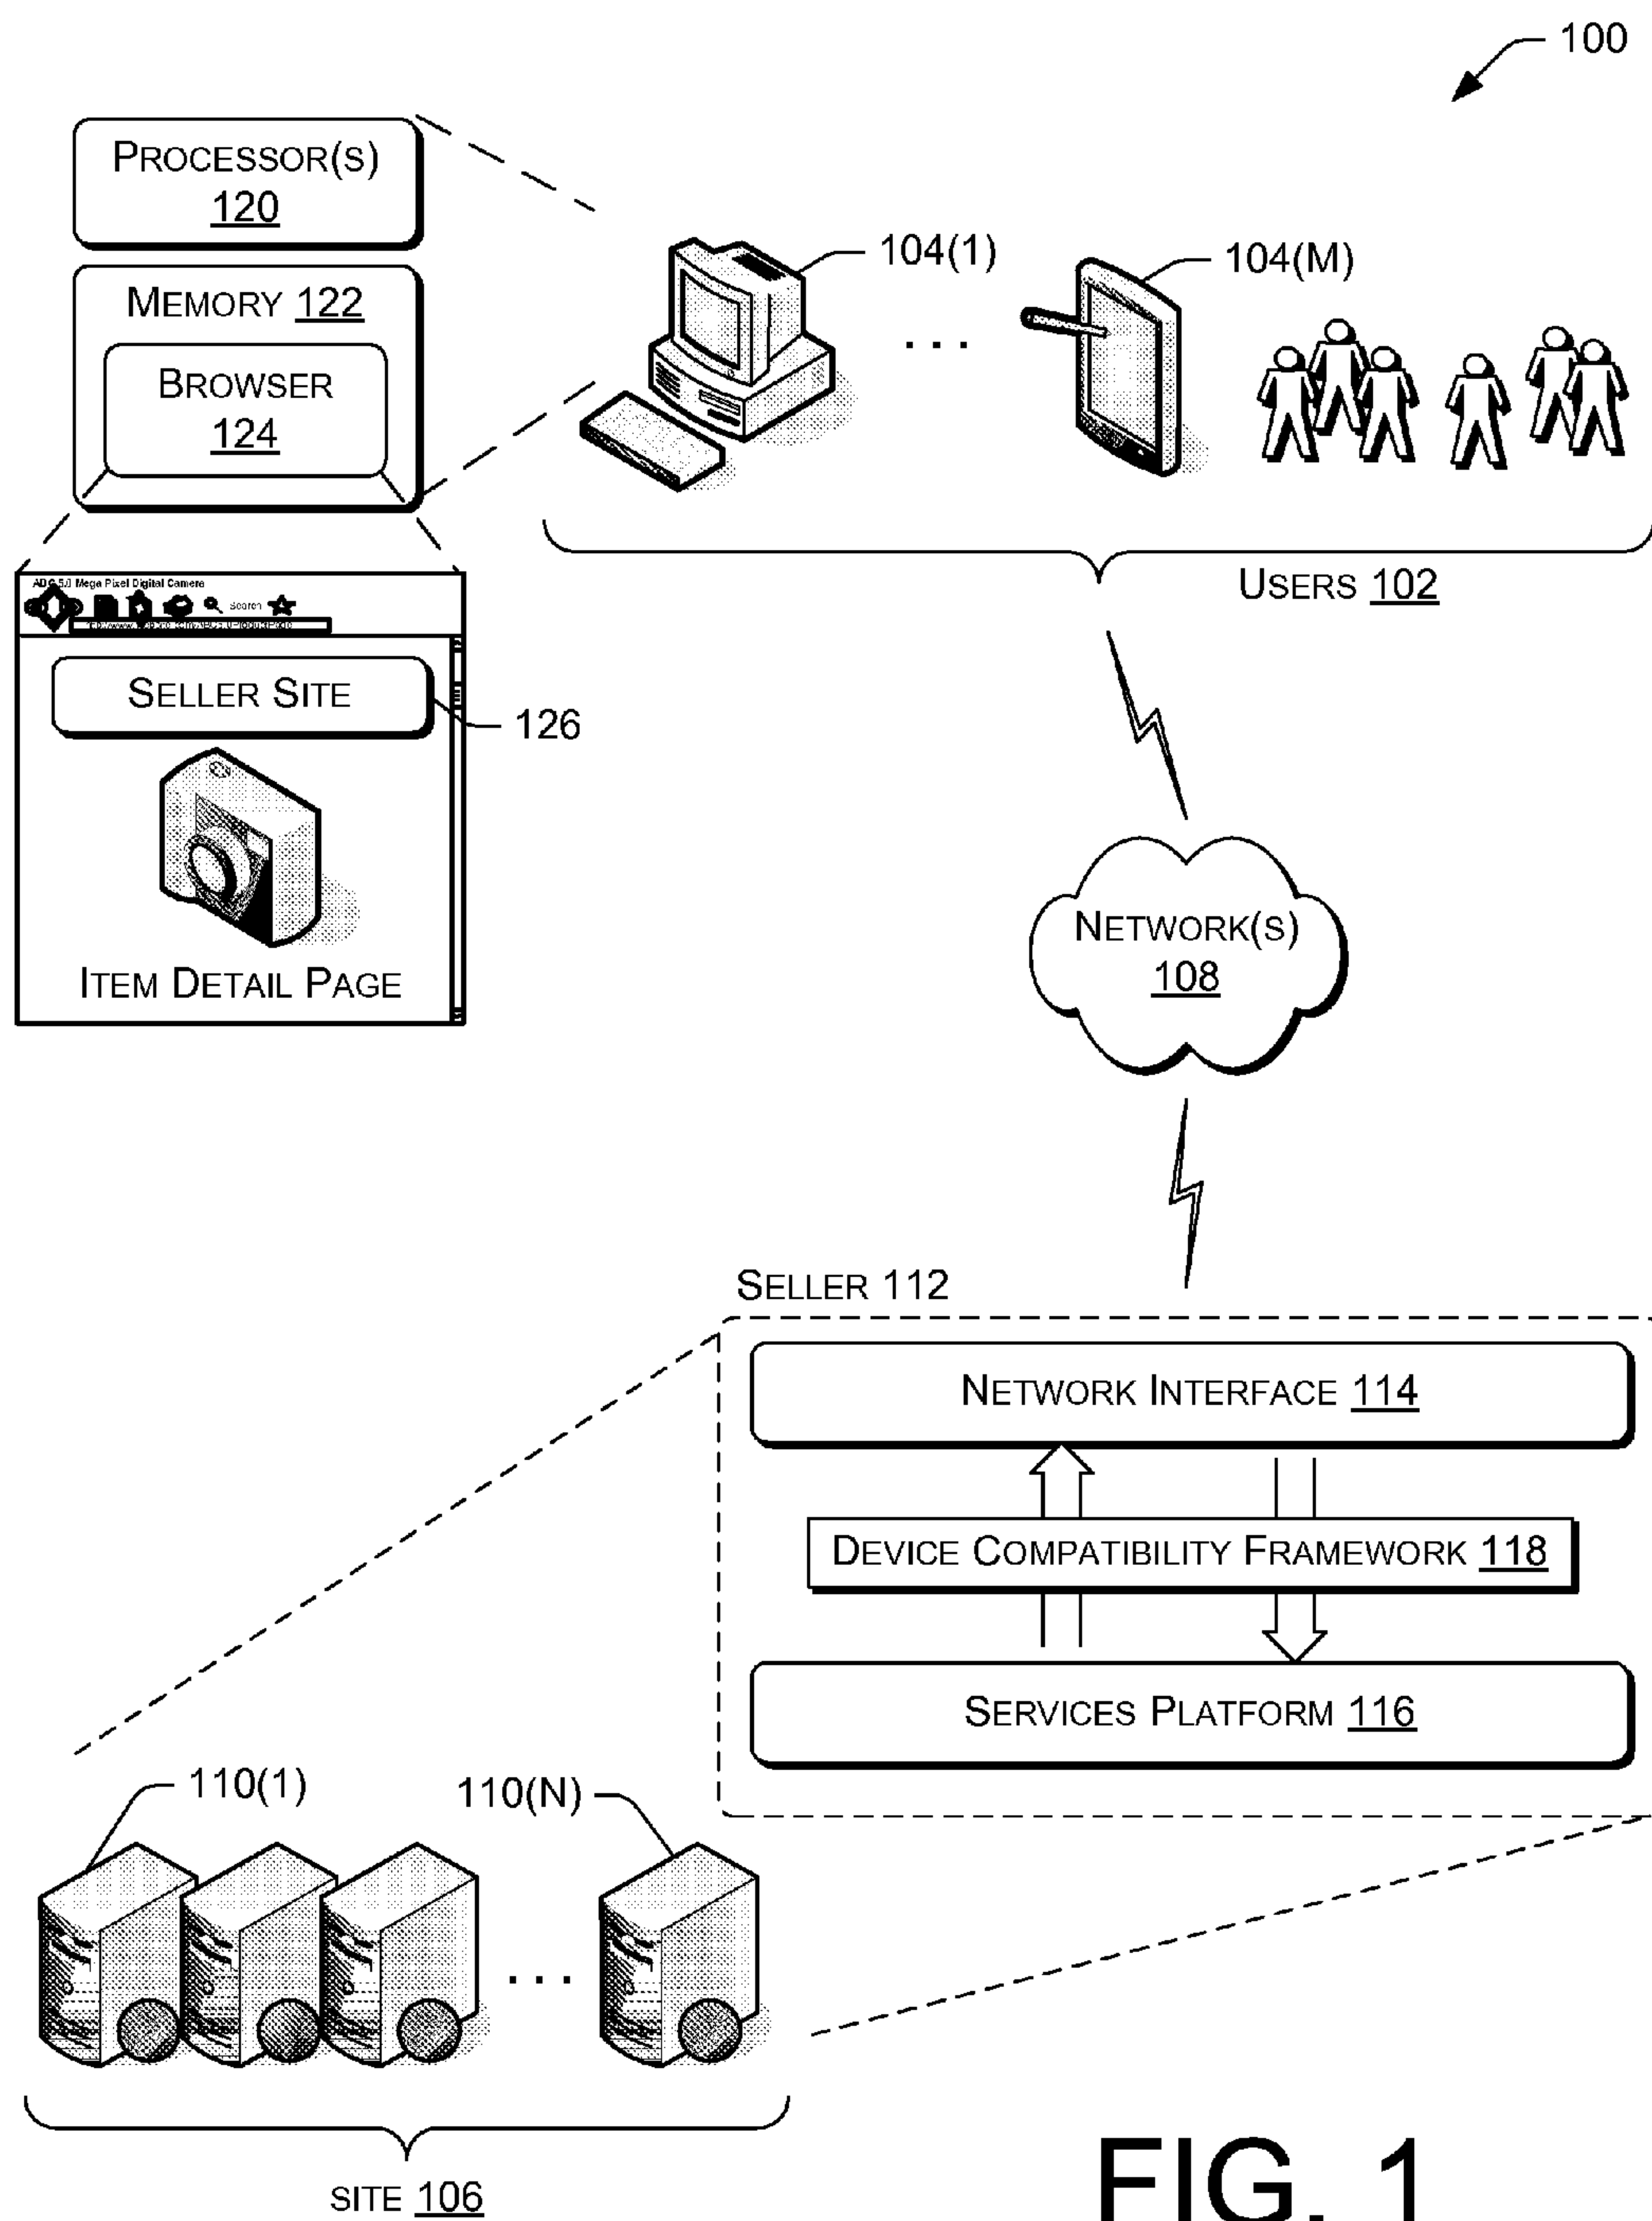 100
PROCESSOR(S)
120
MEMORY 122
BROWSER
124
104(1)
...
104(M)
USERS 102
ABC 5.0 Mega Pixel Digital Camera
Search
SELLER SITE
126
ITEM DETAIL PAGE
NETWORK(S)
108
SELLER 112
NETWORK INTERFACE 114
DEVICE COMPATIBILITY FRAMEWORK 118
SERVICES PLATFORM 116
110(1)
110(N)
...
SITE 106
FIG. 1